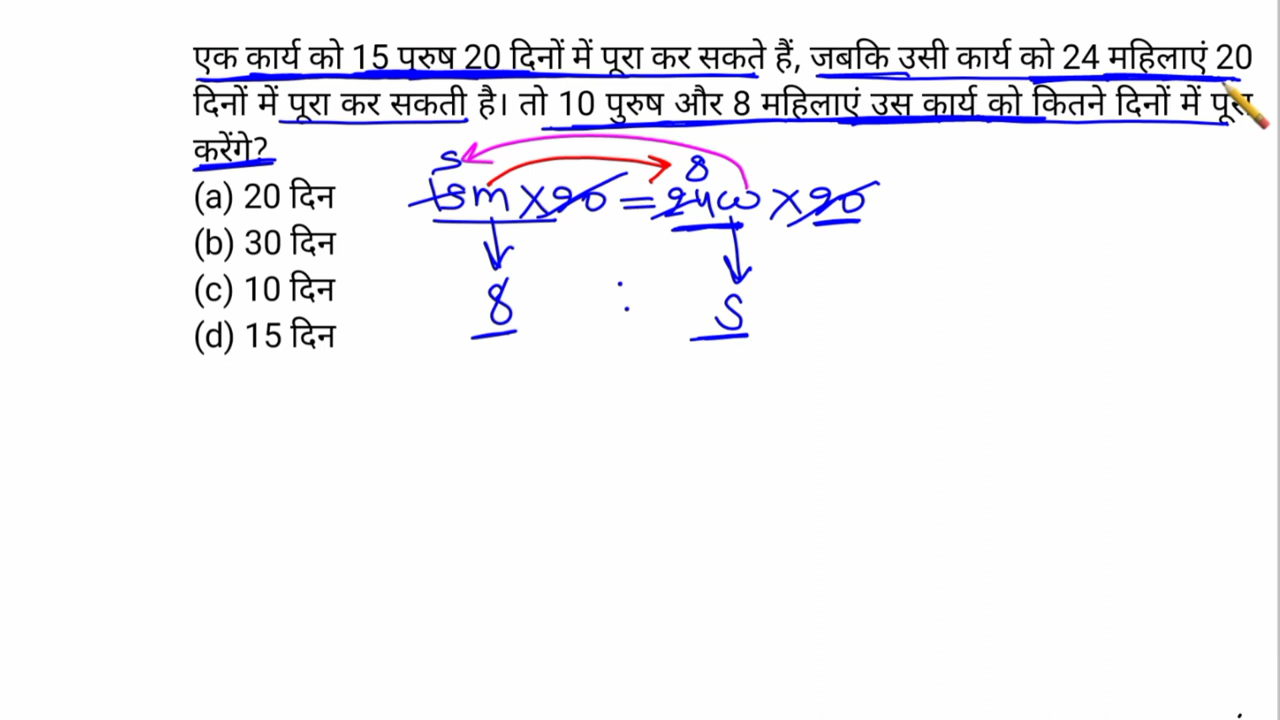 एक कार्य को 15 पुरुष 20 दिनों में पूरा कर सकते हैं, जबकि उसी कार्य को 24 महिलाएं 20
दिनों में पूरा कर सकती है। तो 10 पुरुष और 8 महिलाएं उस कार्य को कितने दिनों में पूरा
करेंगे?
5 8
(a) 20 दिन 15m × 20 = 24w × 20
(b) 30 दिन
(c) 10 दिन 8 : 5
(d) 15 दिन